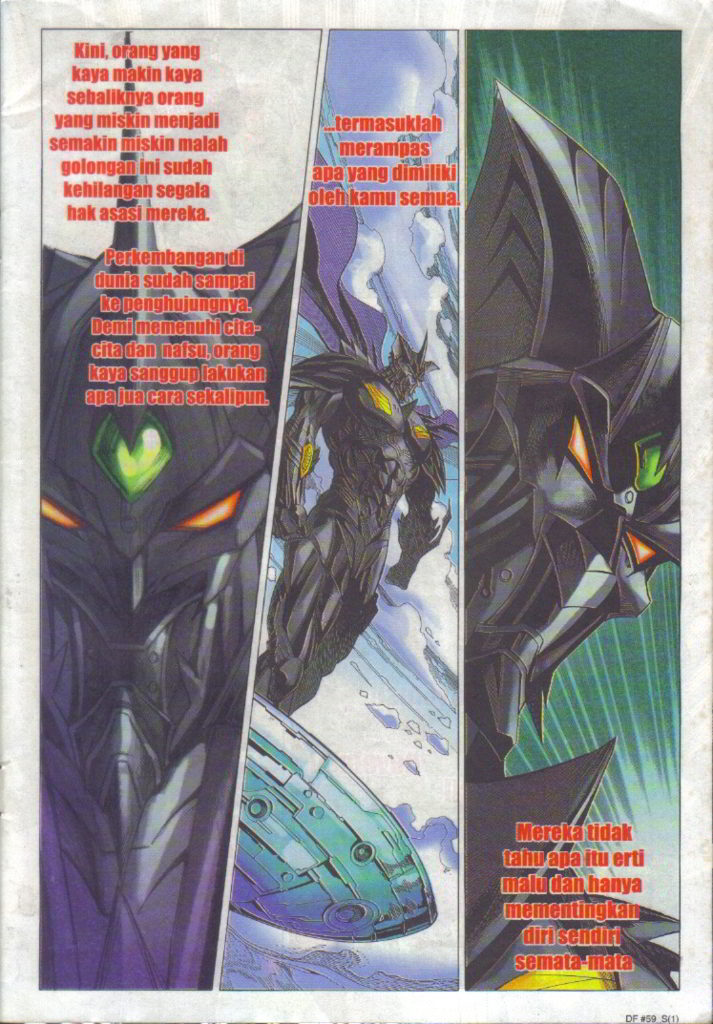 Kini, orang yang
kaya makin kaya
sebaliknya orang
yang miskin menjadi
semakin miskin malah
golongan ini sudah
kehilangan segala
hak asasi mereka.
Perkembangan di
dunia sudah sampai
ke penghujungnya.
Demi memenuhi cita-
cita dan nafsu, orang
kaya sanggup lakukan
apa jua cara sekalipun.
...termasuklah
merampas
apa yang dimiliki
oleh kamu semua.
Mereka tidak
tahu apa itu erti
malu dan hanya
mementingkan
diri sendiri
semata-mata
DF #59_S(1)